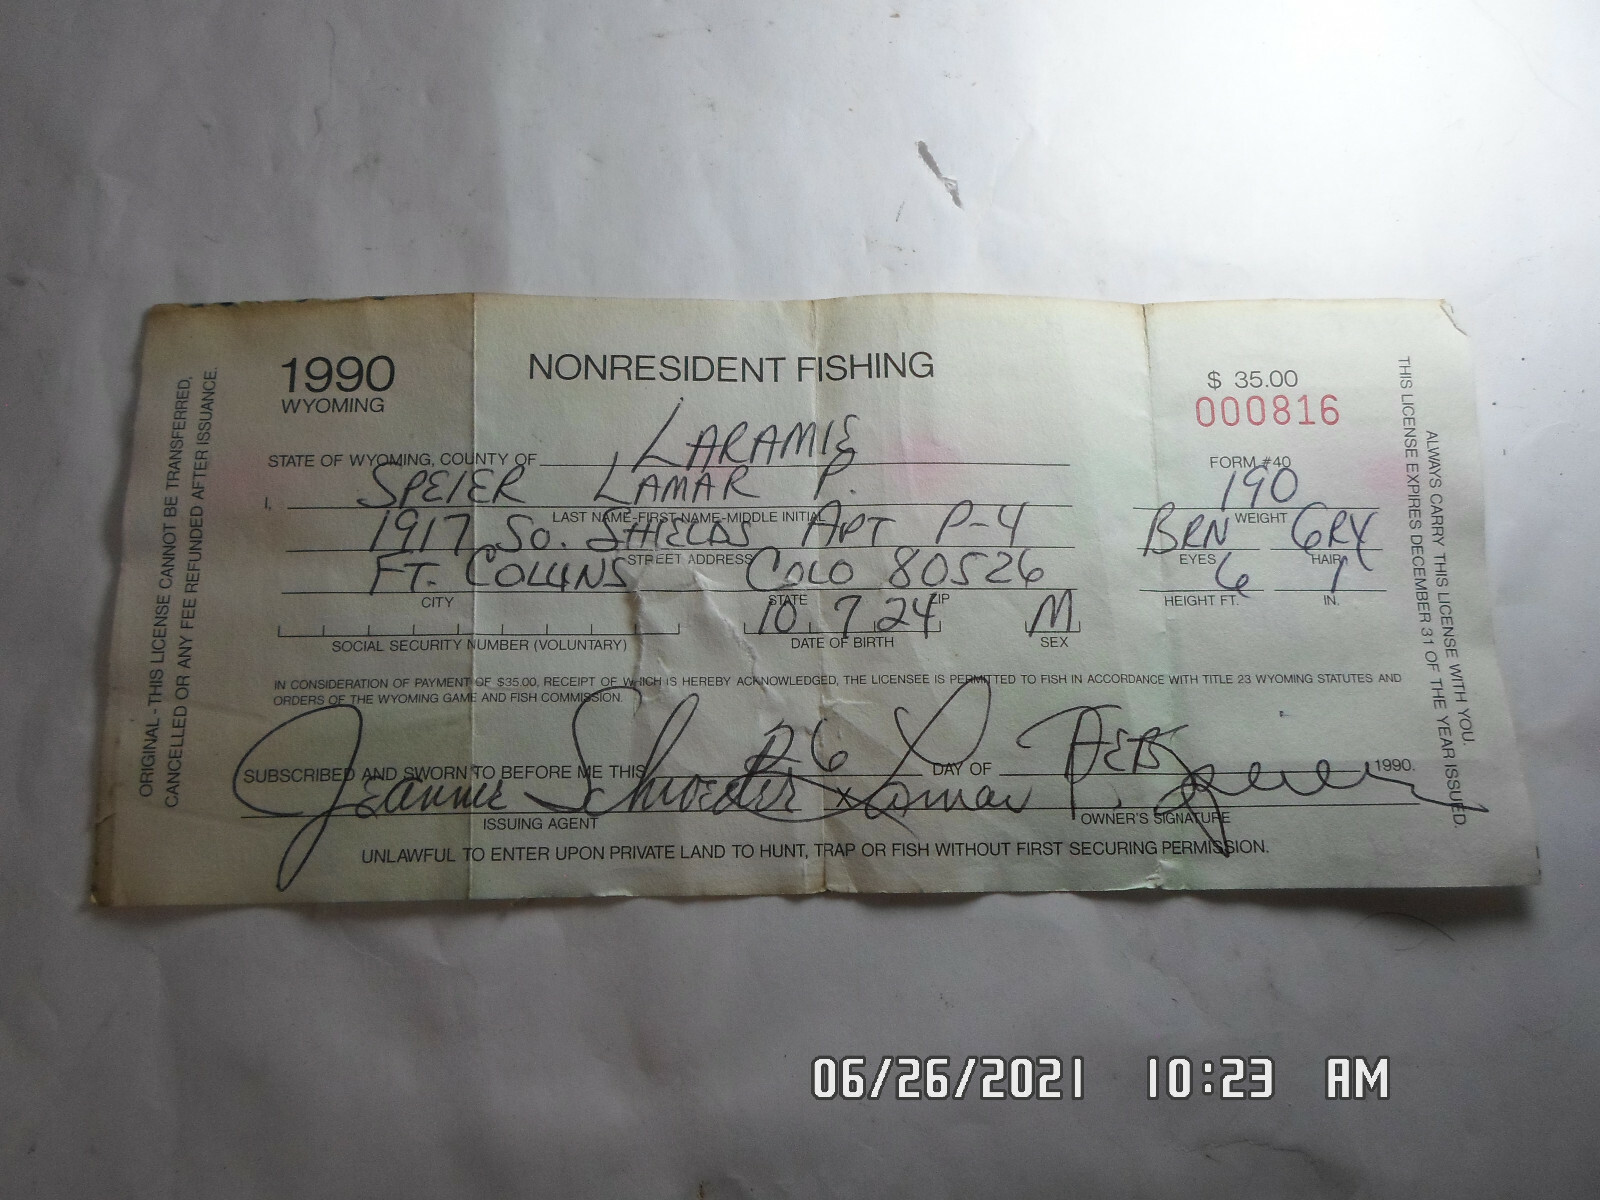 1990
WYOMING
NONRESIDENT FISHING
$ 35.00
000816
STATE OF WYOMING, COUNTY OF LARAMIE
FORM #40
I, SPEIER LAMAR P.
190
LAST NAME-FIRST NAME-MIDDLE INITIAL
WEIGHT
1917 SO. SHIELDS APT P-4
BRN GRY
STREET ADDRESS
EYES HAIR
FT. COLLINS COLO 80526
6 1
CITY STATE ZIP
HEIGHT FT. IN.
10 7 24 M
SOCIAL SECURITY NUMBER (VOLUNTARY) DATE OF BIRTH SEX
IN CONSIDERATION OF PAYMENT OF $35.00, RECEIPT OF WHICH IS HEREBY ACKNOWLEDGED, THE LICENSEE IS PERMITTED TO FISH IN ACCORDANCE WITH TITLE 23 WYOMING STATUTES AND
ORDERS OF THE WYOMING GAME AND FISH COMMISSION.
SUBSCRIBED AND SWORN TO BEFORE ME THIS DAY OF FEB 1990.
Jeannie Schroeder x Lamar P. Speier
ISSUING AGENT OWNER'S SIGNATURE
UNLAWFUL TO ENTER UPON PRIVATE LAND TO HUNT, TRAP OR FISH WITHOUT FIRST SECURING PERMISSION.
ORIGINAL - THIS LICENSE CANNOT BE TRANSFERRED,
CANCELLED OR ANY FEE REFUNDED AFTER ISSUANCE.
ALWAYS CARRY THIS LICENSE WITH YOU.
THIS LICENSE EXPIRES DECEMBER 31 OF THE YEAR ISSUED.
06/26/2021 10:23 AM